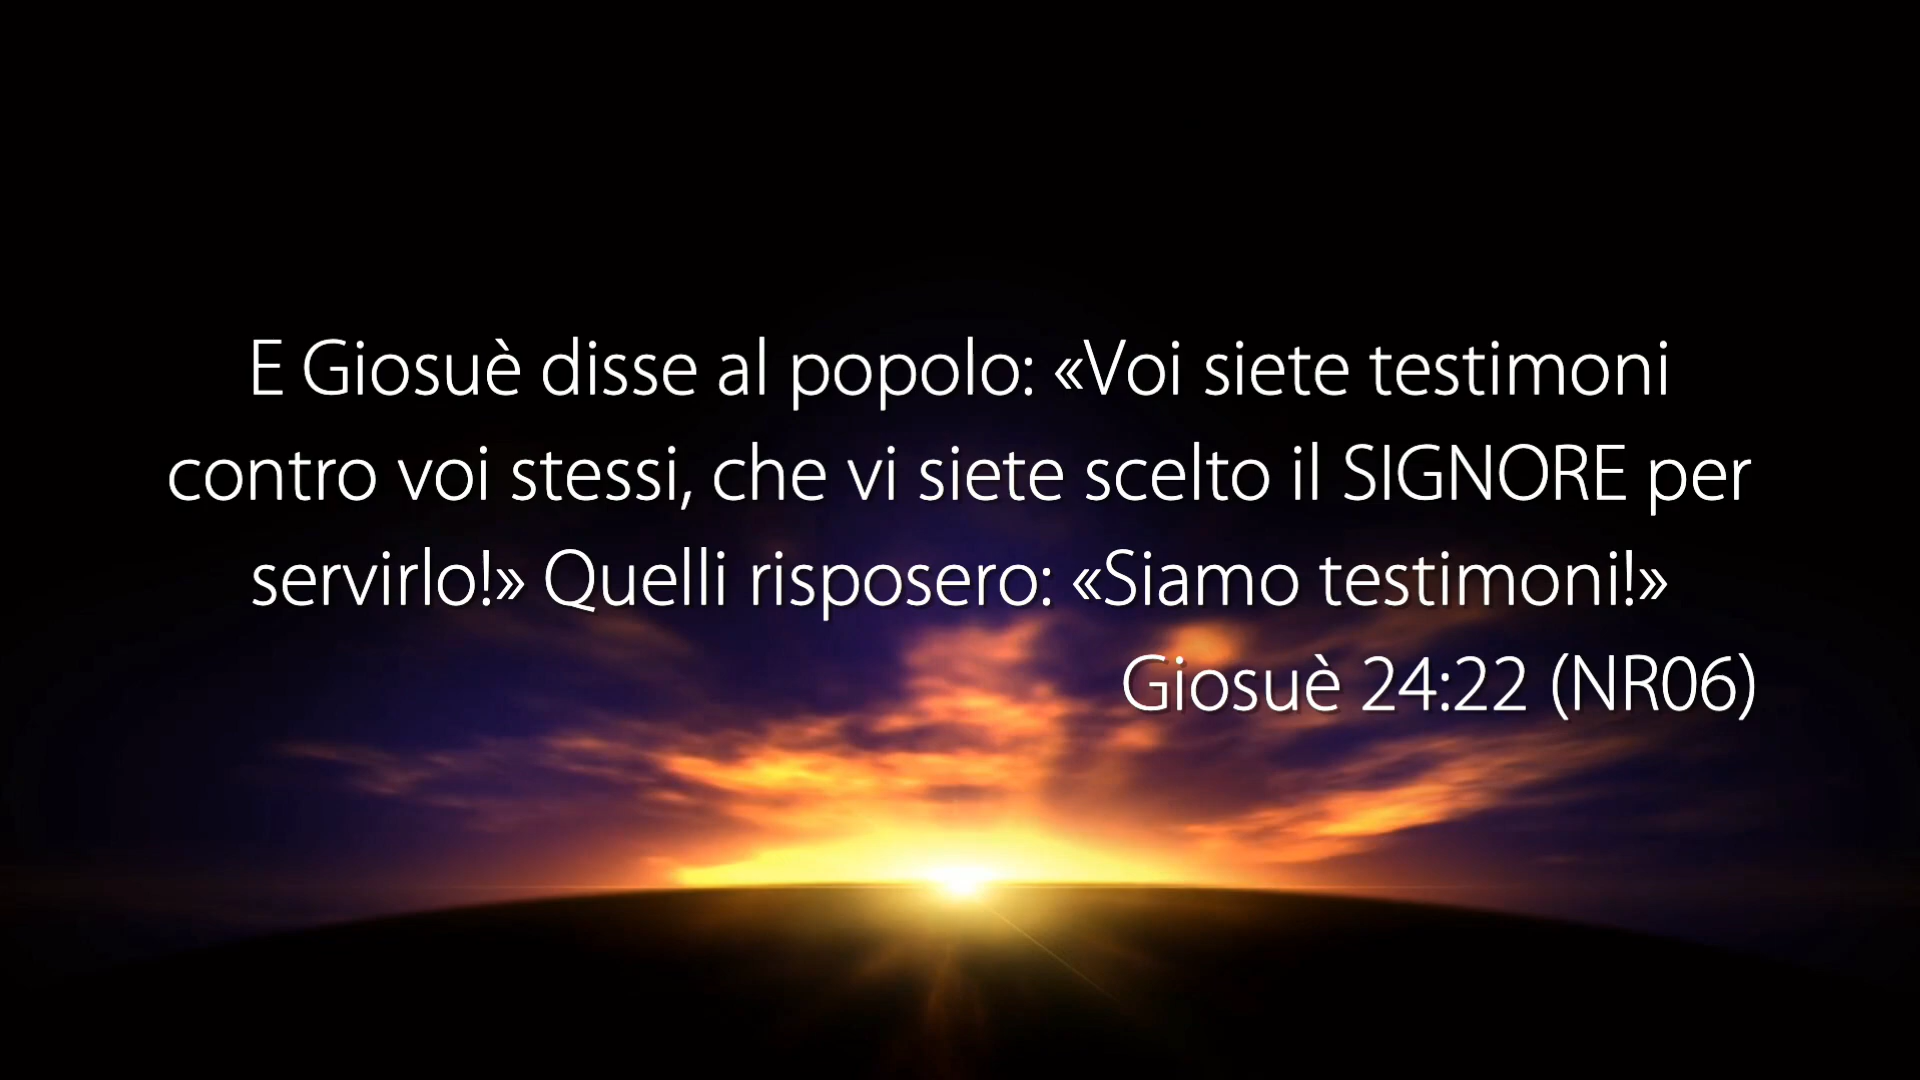 E Giosuè disse al popolo: «Voi siete testimoni
contro voi stessi, che vi siete scelto il SIGNORE per
servirlo!» Quelli risposero: «Siamo testimoni!»
Giosuè 24:22 (NR06)